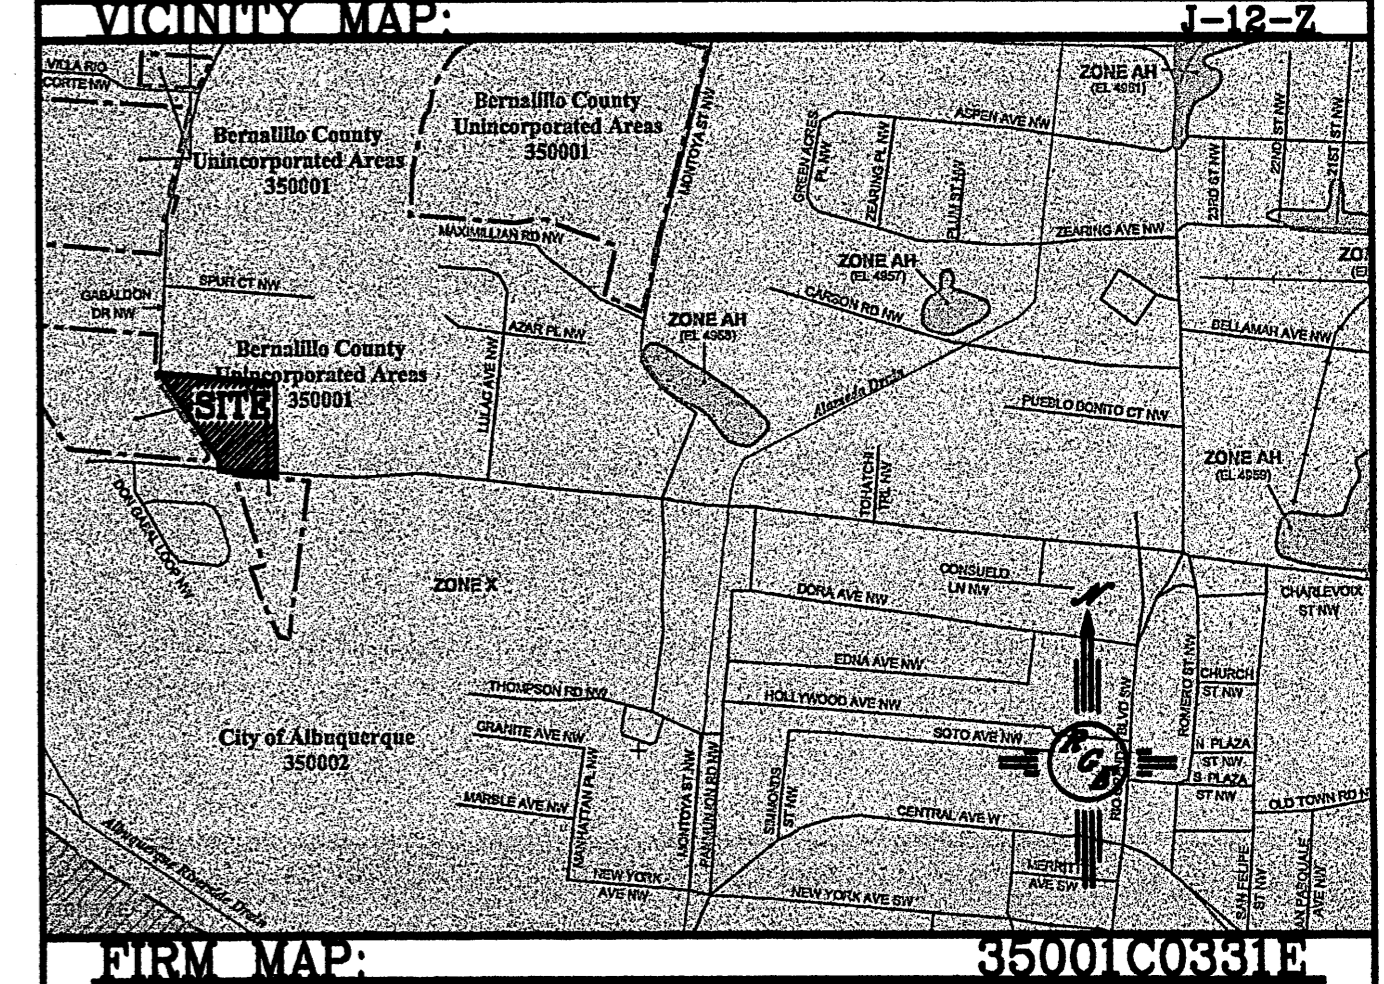 VICINITY MAP:
J-12-Z
VILLA RIO
CORTE NW
Bernalillo County
Unincorporated Areas
350001
Bernalillo County
Unincorporated Areas
350001
MONTOYA ST NW
MAXIMILLIAN RD NW
ZONE AH
(EL 4961)
ASPEN AVE NW
GREEN ACRES
PL NW
ZEARING PL NW
PLUM ST NW
23RD ST NW
22ND ST NW
21ST ST NW
ZEARING AVE NW
ZONE AH
(EL 4957)
CARSON RD NW
BELLAMAH AVE NW
SPUR CT NW
GABALDON
DR NW
AZAR PL NW
LULAC AVE NW
ZONE AH
(EL 4958)
Bernalillo County
Unincorporated Areas
350001
SITE
Alameda Drain
PUEBLO BONITO CT NW
ZONE AH
(EL 4959)
TOHATCHI
TRL NW
DON GABAL LOOP NW
ZONE X
CONSUELO
LN NW
DORA AVE NW
CHARLEVOIX
ST NW
EDNA AVE NW
HOLLYWOOD AVE NW
SOTO AVE NW
ROMERO ST NW
CHURCH
ST NW
N PLAZA
ST NW
S PLAZA
ST NW
OLD TOWN RD
THOMPSON RD NW
GRANITE AVE NW
MARBLE AVE NW
MANHATTAN PL NW
MONTOYA ST NW
PANMUNJON RD NW
SIMMONDS
ST NW
CENTRAL AVE W
City of Albuquerque
350002
Albuquerque Riverside Drain
NEW YORK
AVE NW
NEW YORK AVE SW
MERRITT
AVE SW
BLVD SW
SAN FELIPE
ST NW
AVE NW
FIRM MAP:
35001C0331E